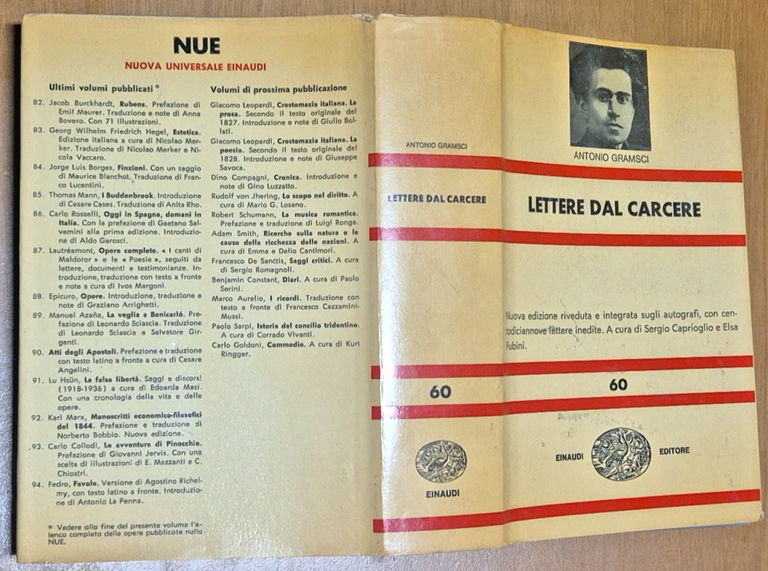 NUE
NUOVA UNIVERSALE EINAUDI
Ultimi volumi pubblicati *
82. Jacob Burckhardt, Rubens. Prefazione di
Emil Maurer. Traduzione e note di Anna
Bovero. Con 71 illustrazioni.
83. Georg Wilhelm Friedrich Hegel, Estetica.
Edizione italiana a cura di Nicolao Mer-
ker. Traduzione di Nicolao Merker e Ni-
cola Vaccaro.
84. Jorge Luis Borges, Finzioni. Con un saggio
di Maurice Blanchot. Traduzione di Fran-
co Lucentini.
85. Thomas Mann, I Buddenbrook. Introduzione
di Cesare Cases. Traduzione di Anita Rho.
86. Carlo Rosselli, Oggi in Spagna, domani in
Italia. Con la prefazione di Gaetano Sal-
vemini alla prima edizione. Introduzio-
ne di Aldo Garosci.
87. Lautréamont, Opere complete. « I canti di
Maldoror » e le « Poesie », seguiti da
lettere, documenti e testimonianze. In-
troduzione, traduzione con testo a fronte
e note a cura di Ivos Margoni.
88. Epicuro, Opere. Introduzione, traduzione e
note di Graziano Arrighetti.
89. Manuel Azaña, La veglia a Benicarló. Pre-
fazione di Leonardo Sciascia. Traduzione
di Leonardo Sciascia e Salvatore Gir-
genti.
90. Atti degli Apostoli. Prefazione e traduzione
con testo latino a fronte a cura di Cesare
Angelini.
91. Lu Hsün, La falsa libertà. Saggi e discorsi
(1918-1936) a cura di Edoarda Masi.
Con una cronologia della vita e delle
opere.
92. Karl Marx, Manoscritti economico-filosofici
del 1844. Prefazione e traduzione di
Norberto Bobbio. Nuova edizione.
93. Carlo Collodi, Le avventure di Pinocchio.
Prefazione di Giovanni Jervis. Con una
scelta di illustrazioni di E. Mazzanti e C.
Chiostri.
94. Fedro, Favole. Versione di Agostino Richel-
my, con testo latino a fronte. Introduzio-
ne di Antonio La Penna.
* Vedere alla fine del presente volume l'e-
lenco completo delle opere pubblicate nella
NUE.
Volumi di prossima pubblicazione
Giacomo Leopardi, Crestomazia italiana. La
prosa. Secondo il testo originale del
1827. Introduzione e note di Giulio Bol-
lati.
Giacomo Leopardi, Crestomazia italiana. La
poesia. Secondo il testo originale del
1828. Introduzione e note di Giuseppe
Savoca.
Dino Compagni, Cronica. Introduzione e
note di Gino Luzzatto.
Rudolf von Jhering, Lo scopo nel diritto. A
cura di Mario G. Losano.
Robert Schumann, La musica romantica.
Prefazione e traduzione di Luigi Ronga.
Adam Smith, Ricerche sulla natura e le
cause della ricchezza delle nazioni. A
cura di Emma e Delio Cantimori.
Francesco De Sanctis, Saggi critici. A cura
di Sergio Romagnoli.
Benjamin Constant, Diari. A cura di Paolo
Serini.
Marco Aurelio, I ricordi. Traduzione con
testo a fronte di Francesco Cazzamini-
Mussi.
Paolo Sarpi, Istoria del concilio tridentino.
A cura di Corrado Vivanti.
Carlo Goldoni, Commedie. A cura di Kurt
Ringger.
ANTONIO GRAMSCI
LETTERE DAL CARCERE
60
EINAUDI
ANTONIO GRAMSCI
LETTERE DAL CARCERE
Nuova edizione riveduta e integrata sugli autografi, con cen-
todiciannove lettere inedite. A cura di Sergio Caprioglio e Elsa
Fubini.
60
EINAUDI EDITORE